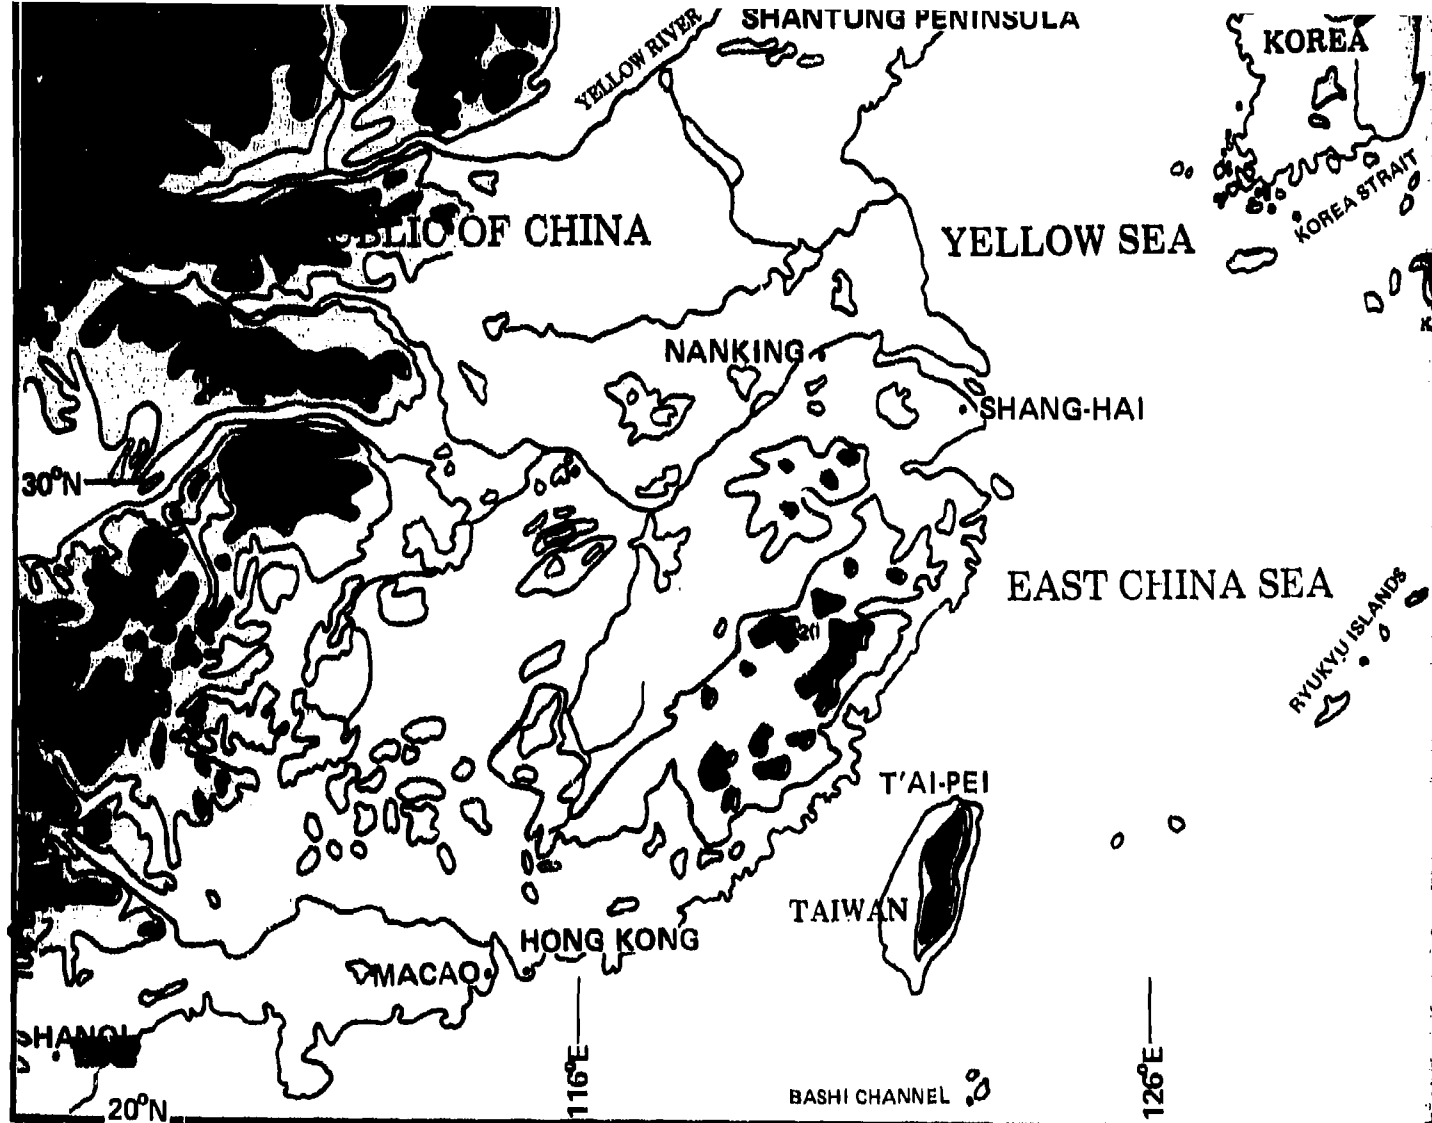 SHANTUNG PENINSULA
YELLOW RIVER
KOREA
KOREA STRAIT
OF CHINA
YELLOW SEA
NANKING
SHANG-HAI
30°N
EAST CHINA SEA
RYUKYU ISLANDS
T'AI-PEI
TAIWAN
HONG KONG
MACAO
HANOI
116°E
126°E
BASHI CHANNEL
20°N